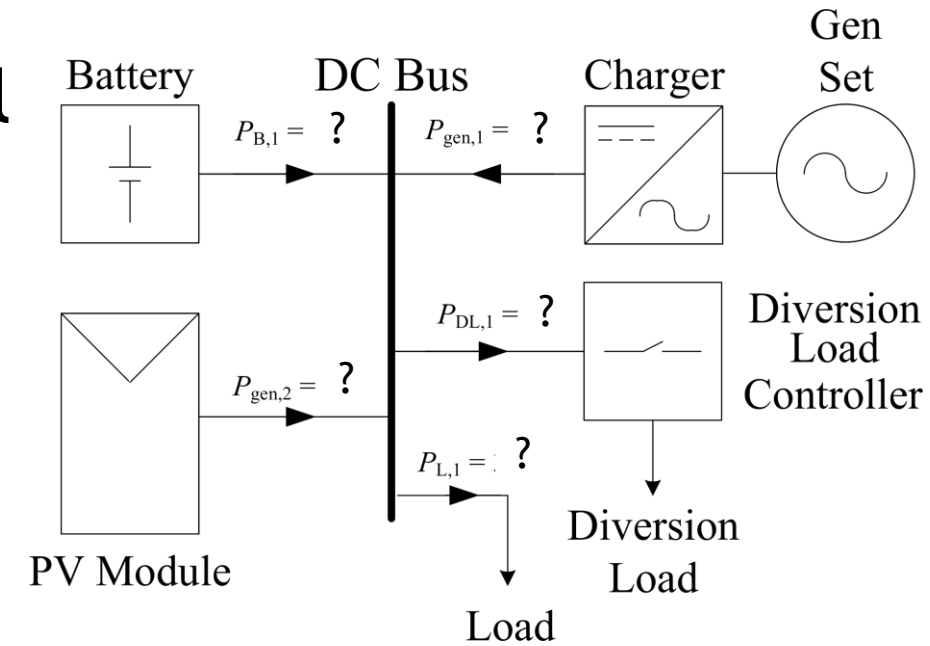 Gen
Set
Battery
DC Bus
Charger
P_B,1 = ?
P_gen,1 = ?
P_DL,1 = ?
Diversion
Load
Controller
P_gen,2 = ?
P_L,1 = : ?
PV Module
Diversion
Load
Load